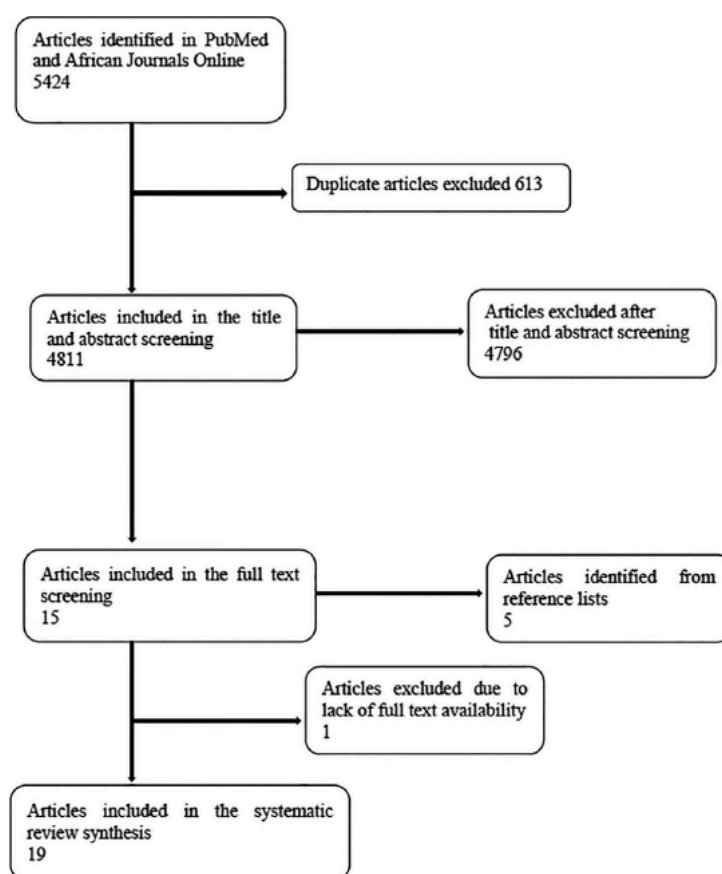 Articles identified in PubMed
and African Journals Online
5424
Duplicate articles excluded 613
Articles included in the title
and abstract screening
4811
Articles excluded after
title and abstract screening
4796
Articles included in the full text
screening
15
Articles identified from
reference lists
5
Articles excluded due to
lack of full text availability
1
Articles included in the systematic
review synthesis
19